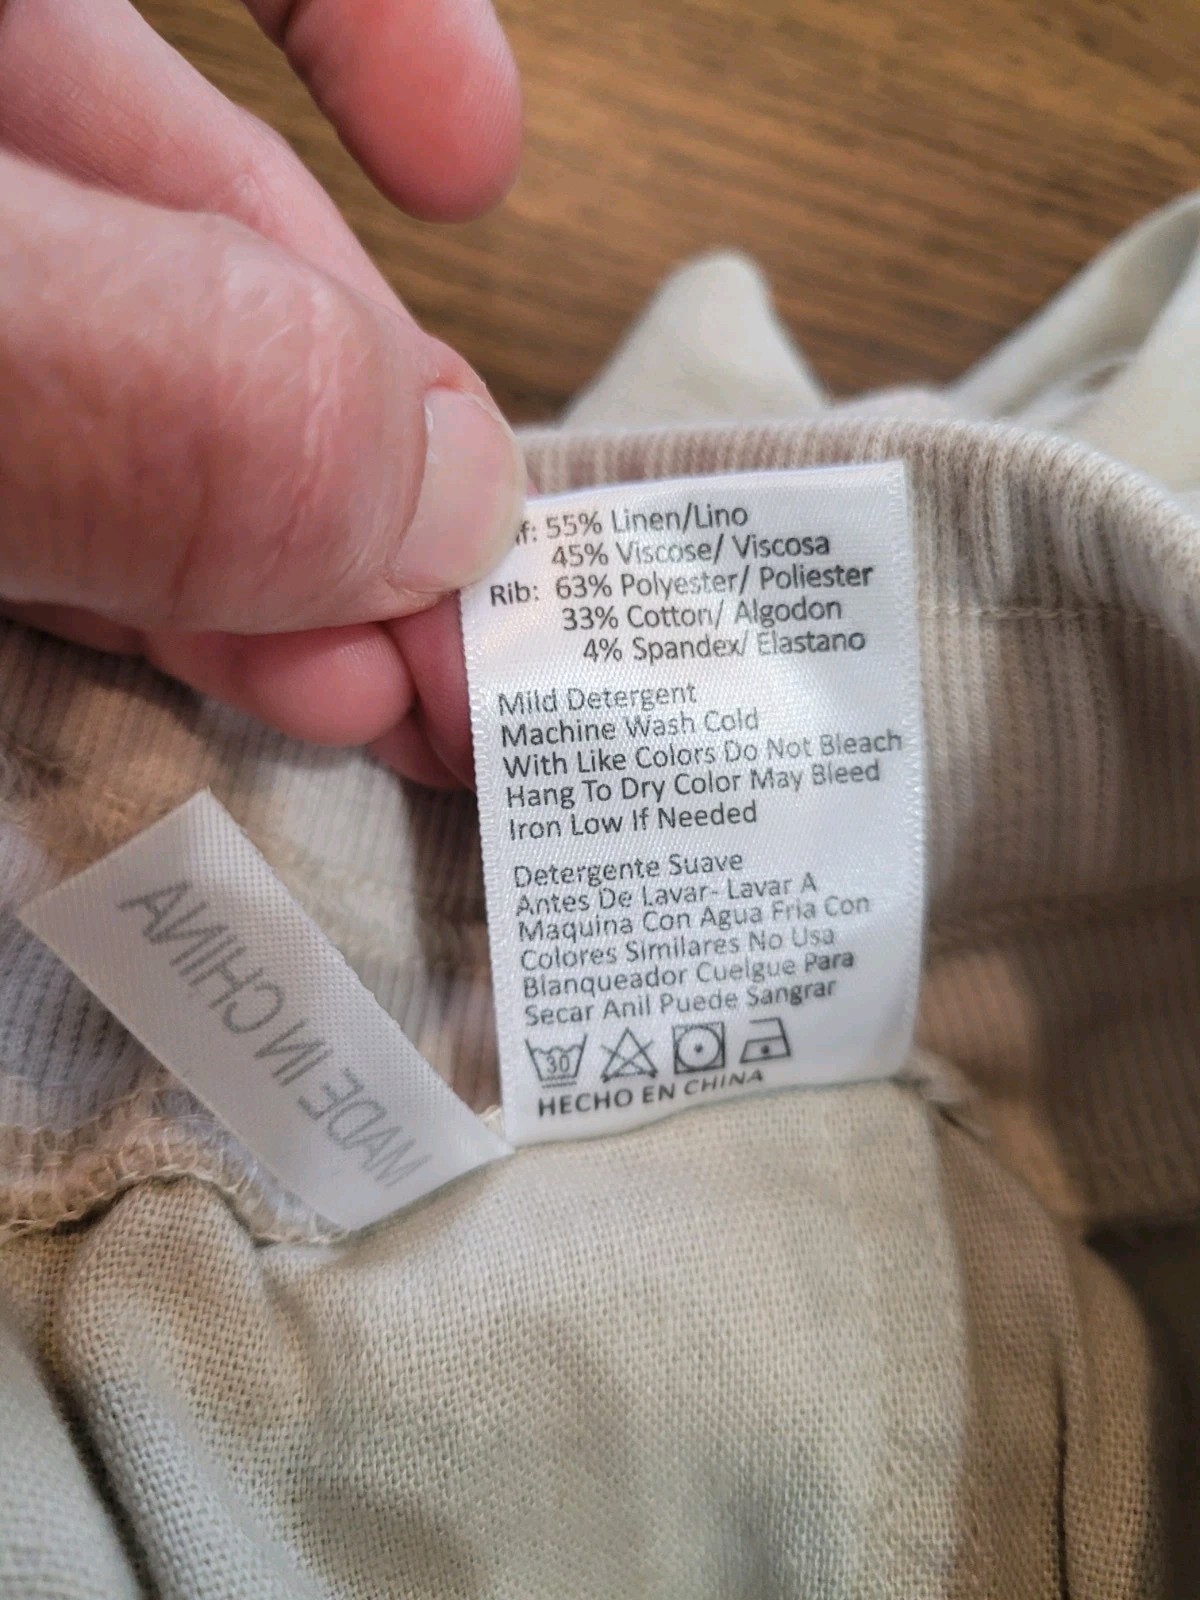 55% Linen/Lino
45% Viscose/ Viscosa
Rib: 63% Polyester/ Poliester
33% Cotton/ Algodon
4% Spandex/ Elastano
Mild Detergent
Machine Wash Cold
With Like Colors Do Not Bleach
Hang To Dry Color May Bleed
Iron Low If Needed
Detergente Suave
Antes De Lavar- Lavar A
Maquina Con Agua Fria Con
Colores Similares No Usa
Blanqueador Cuelgue Para
Secar Anil Puede Sangrar
30
HECHO EN CHINA
MADE IN CHINA